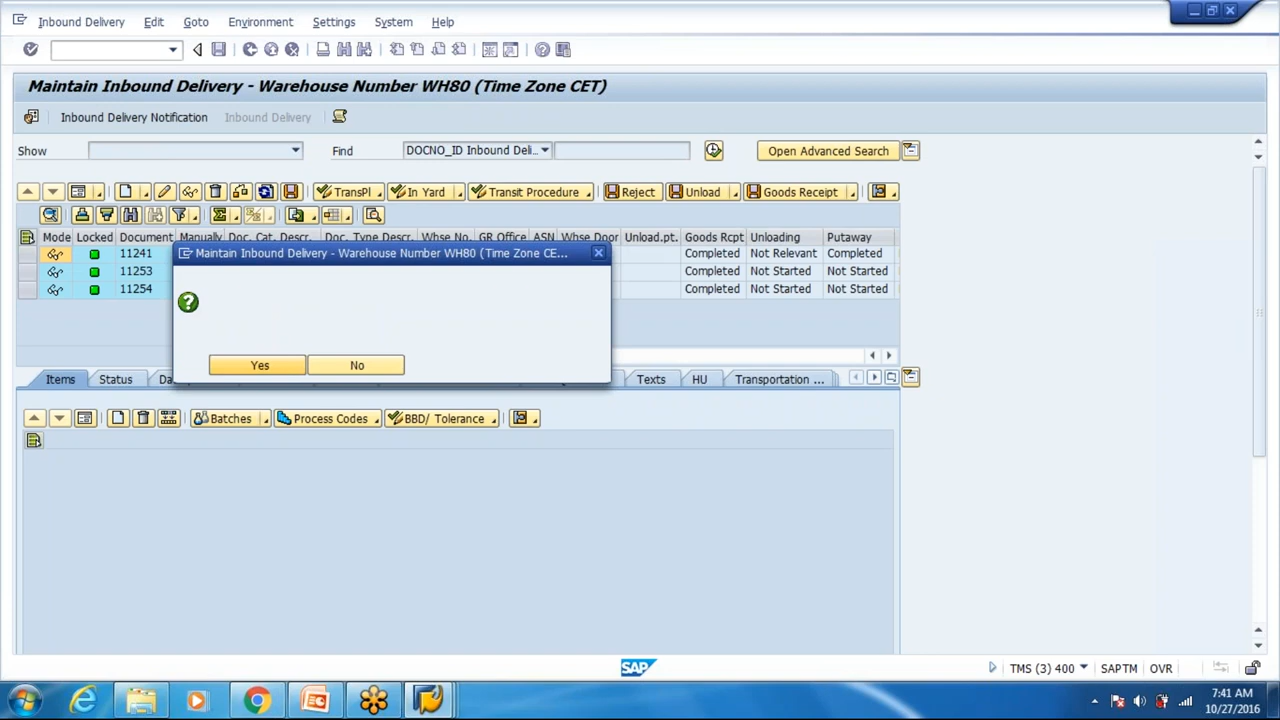 Inbound Delivery Edit Goto Environment Settings System Help
Maintain Inbound Delivery - Warehouse Number WH80 (Time Zone CET)
Inbound Delivery Notification Inbound Delivery
Show Find DOCNO_ID Inbound Deli... Open Advanced Search
TransPl In Yard Transit Procedure Reject Unload Goods Receipt
Mode Locked Document Manually Doc. Cat. Descr. Doc. Type Descr. Whse No. GR Office ASN Whse Door Unload.pt. Goods Rcpt Unloading Putaway
11241 Completed Not Relevant Completed
11253 Completed Not Started Not Started
11254 Completed Not Started Not Started
Maintain Inbound Delivery - Warehouse Number WH80 (Time Zone CE...
Yes No
Items Status Da Texts HU Transportation ...
Batches Process Codes BBD/ Tolerance
SAP
TMS (3) 400 SAPTM OVR
7:41 AM
10/27/2016